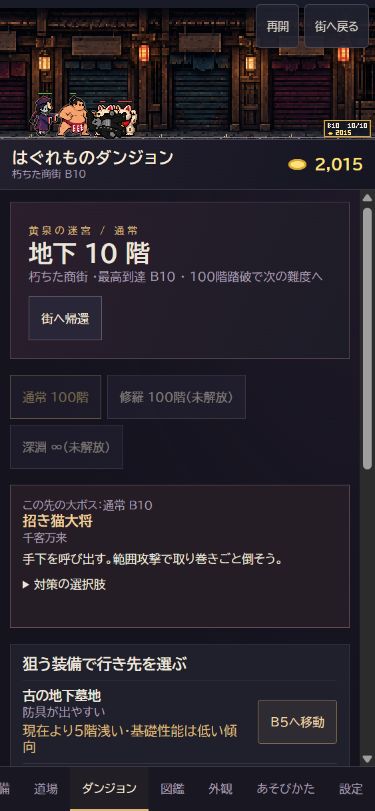 再開
街へ戻る
B10 10/10
2015
はぐれものダンジョン
朽ちた商街 B10
2,015
黄泉の迷宮 / 通常
地下 10 階
朽ちた商街 ・最高到達 B10 ・ 100階踏破で次の難度へ
街へ帰還
通常 100階
修羅 100階(未解放)
深淵 ∞(未解放)
この先の大ボス：通常 B10
招き猫大将
千客万来
手下を呼び出す。範囲攻撃で取り巻きごと倒そう。
▶ 対策の選択肢
狙う装備で行き先を選ぶ
古の地下墓地
防具が出やすい
現在より5階浅い・基礎性能は低い傾
向
B5へ移動
備
道場
ダンジョン
図鑑
外観
あそびかた
設定